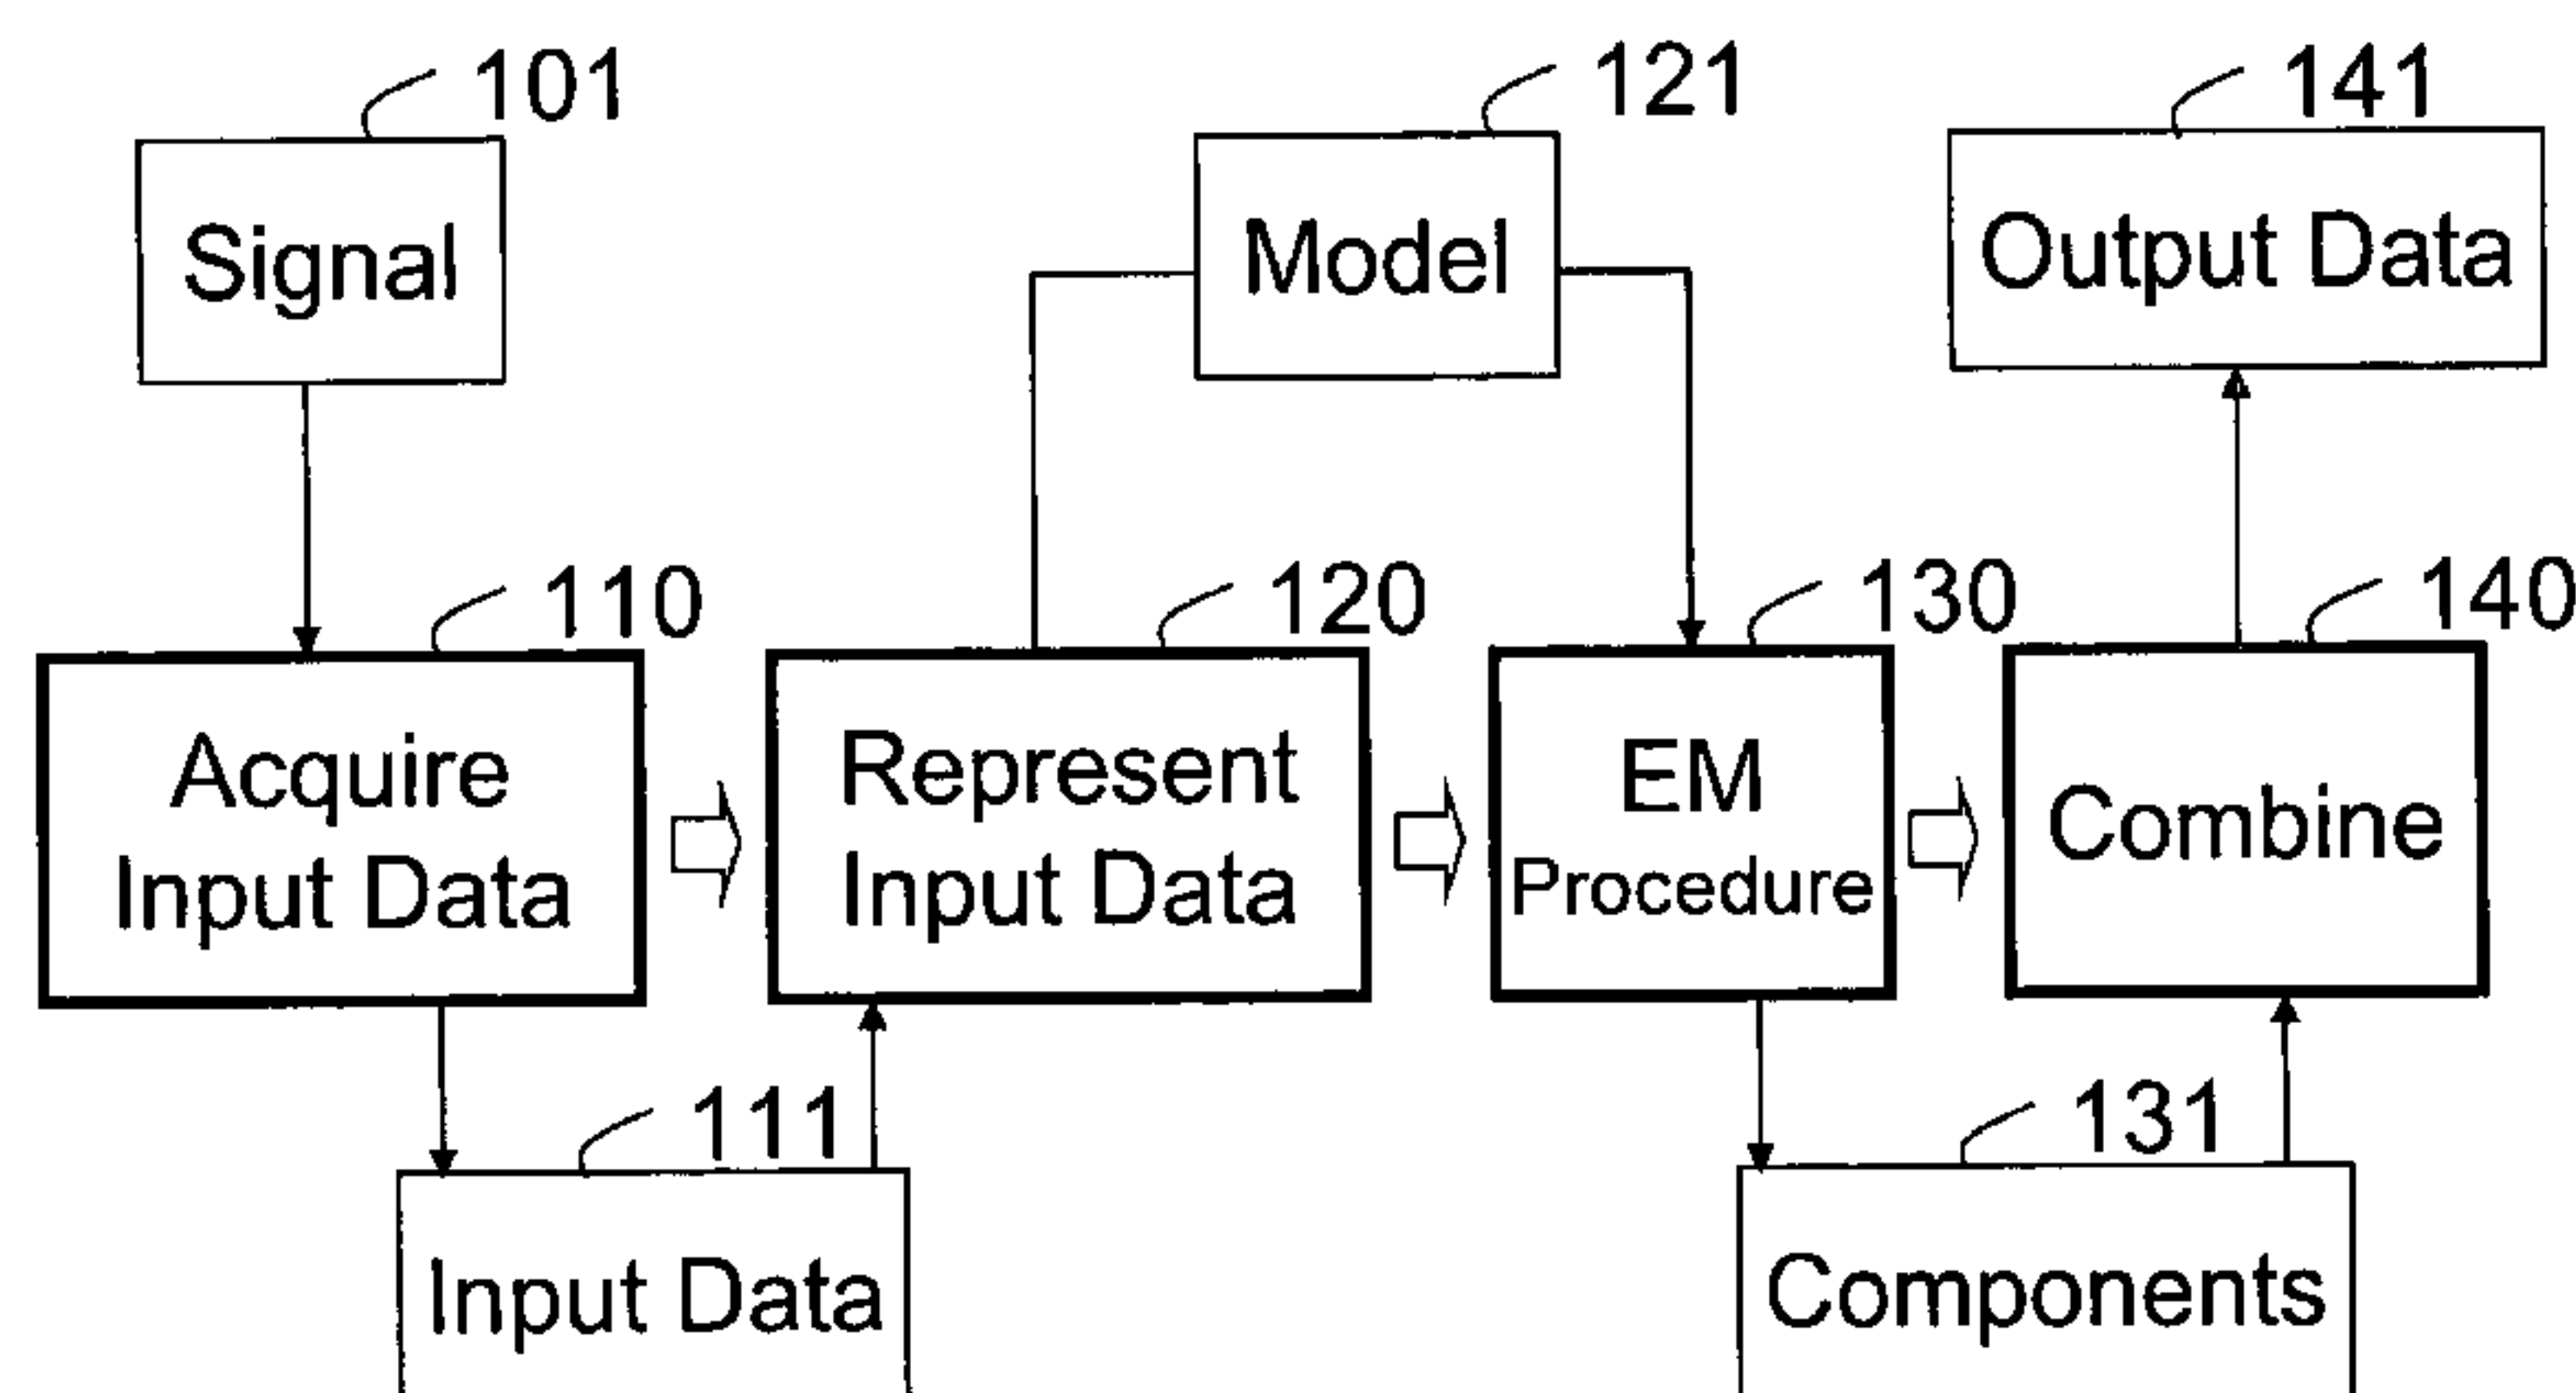 101
121
141
Signal
Model
Output Data
110
120
130
140
Acquire
Input Data
Represent
Input Data
EM
Procedure
Combine
111
131
Input Data
Components